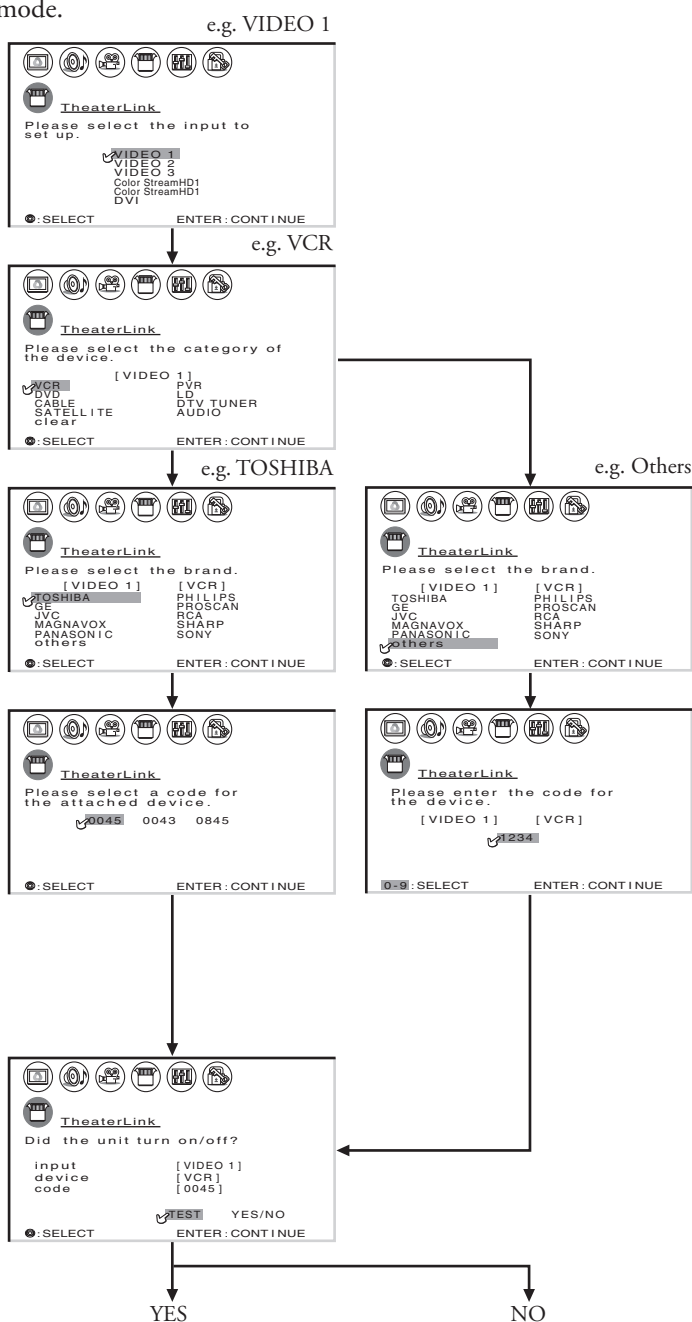 mode.
e.g. VIDEO 1
TheaterLink
Please select the input to
set up.
VIDEO 1
VIDEO 2
VIDEO 3
Color StreamHD1
Color StreamHD1
DVI
:SELECT ENTER:CONTINUE
e.g. VCR
TheaterLink
Please select the category of
the device.
[VIDEO 1]
VCR PVR
DVD LD
CABLE DTV TUNER
SATELLITE AUDIO
clear
:SELECT ENTER:CONTINUE
e.g. TOSHIBA
TheaterLink
Please select the brand.
[VIDEO 1] [VCR]
TOSHIBA PHILIPS
GE PROSCAN
JVC RCA
MAGNAVOX SHARP
PANASONIC SONY
others
:SELECT ENTER:CONTINUE
e.g. Others
TheaterLink
Please select the brand.
[VIDEO 1] [VCR]
TOSHIBA PHILIPS
GE PROSCAN
JVC RCA
MAGNAVOX SHARP
PANASONIC SONY
others
:SELECT ENTER:CONTINUE
TheaterLink
Please select a code for
the attached device.
0045 0043 0845
:SELECT ENTER:CONTINUE
TheaterLink
Please enter the code for
the device.
[VIDEO 1] [VCR]
1234
0-9:SELECT ENTER:CONTINUE
TheaterLink
Did the unit turn on/off?
input [VIDEO 1]
device [VCR]
code [0045]
TEST YES/NO
:SELECT ENTER:CONTINUE
YES NO